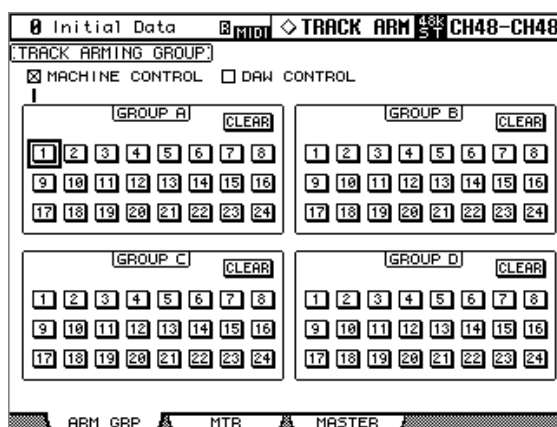 0 Initial Data B MIDI ◇TRACK ARM 48K ST CH48-CH48
TRACK ARMING GROUP
☒ MACHINE CONTROL ☐ DAW CONTROL
GROUP A CLEAR GROUP B CLEAR
1 2 3 4 5 6 7 8 1 2 3 4 5 6 7 8
9 10 11 12 13 14 15 16 9 10 11 12 13 14 15 16
17 18 19 20 21 22 23 24 17 18 19 20 21 22 23 24
GROUP C CLEAR GROUP D CLEAR
1 2 3 4 5 6 7 8 1 2 3 4 5 6 7 8
9 10 11 12 13 14 15 16 9 10 11 12 13 14 15 16
17 18 19 20 21 22 23 24 17 18 19 20 21 22 23 24
ARM GRP MTR MASTER